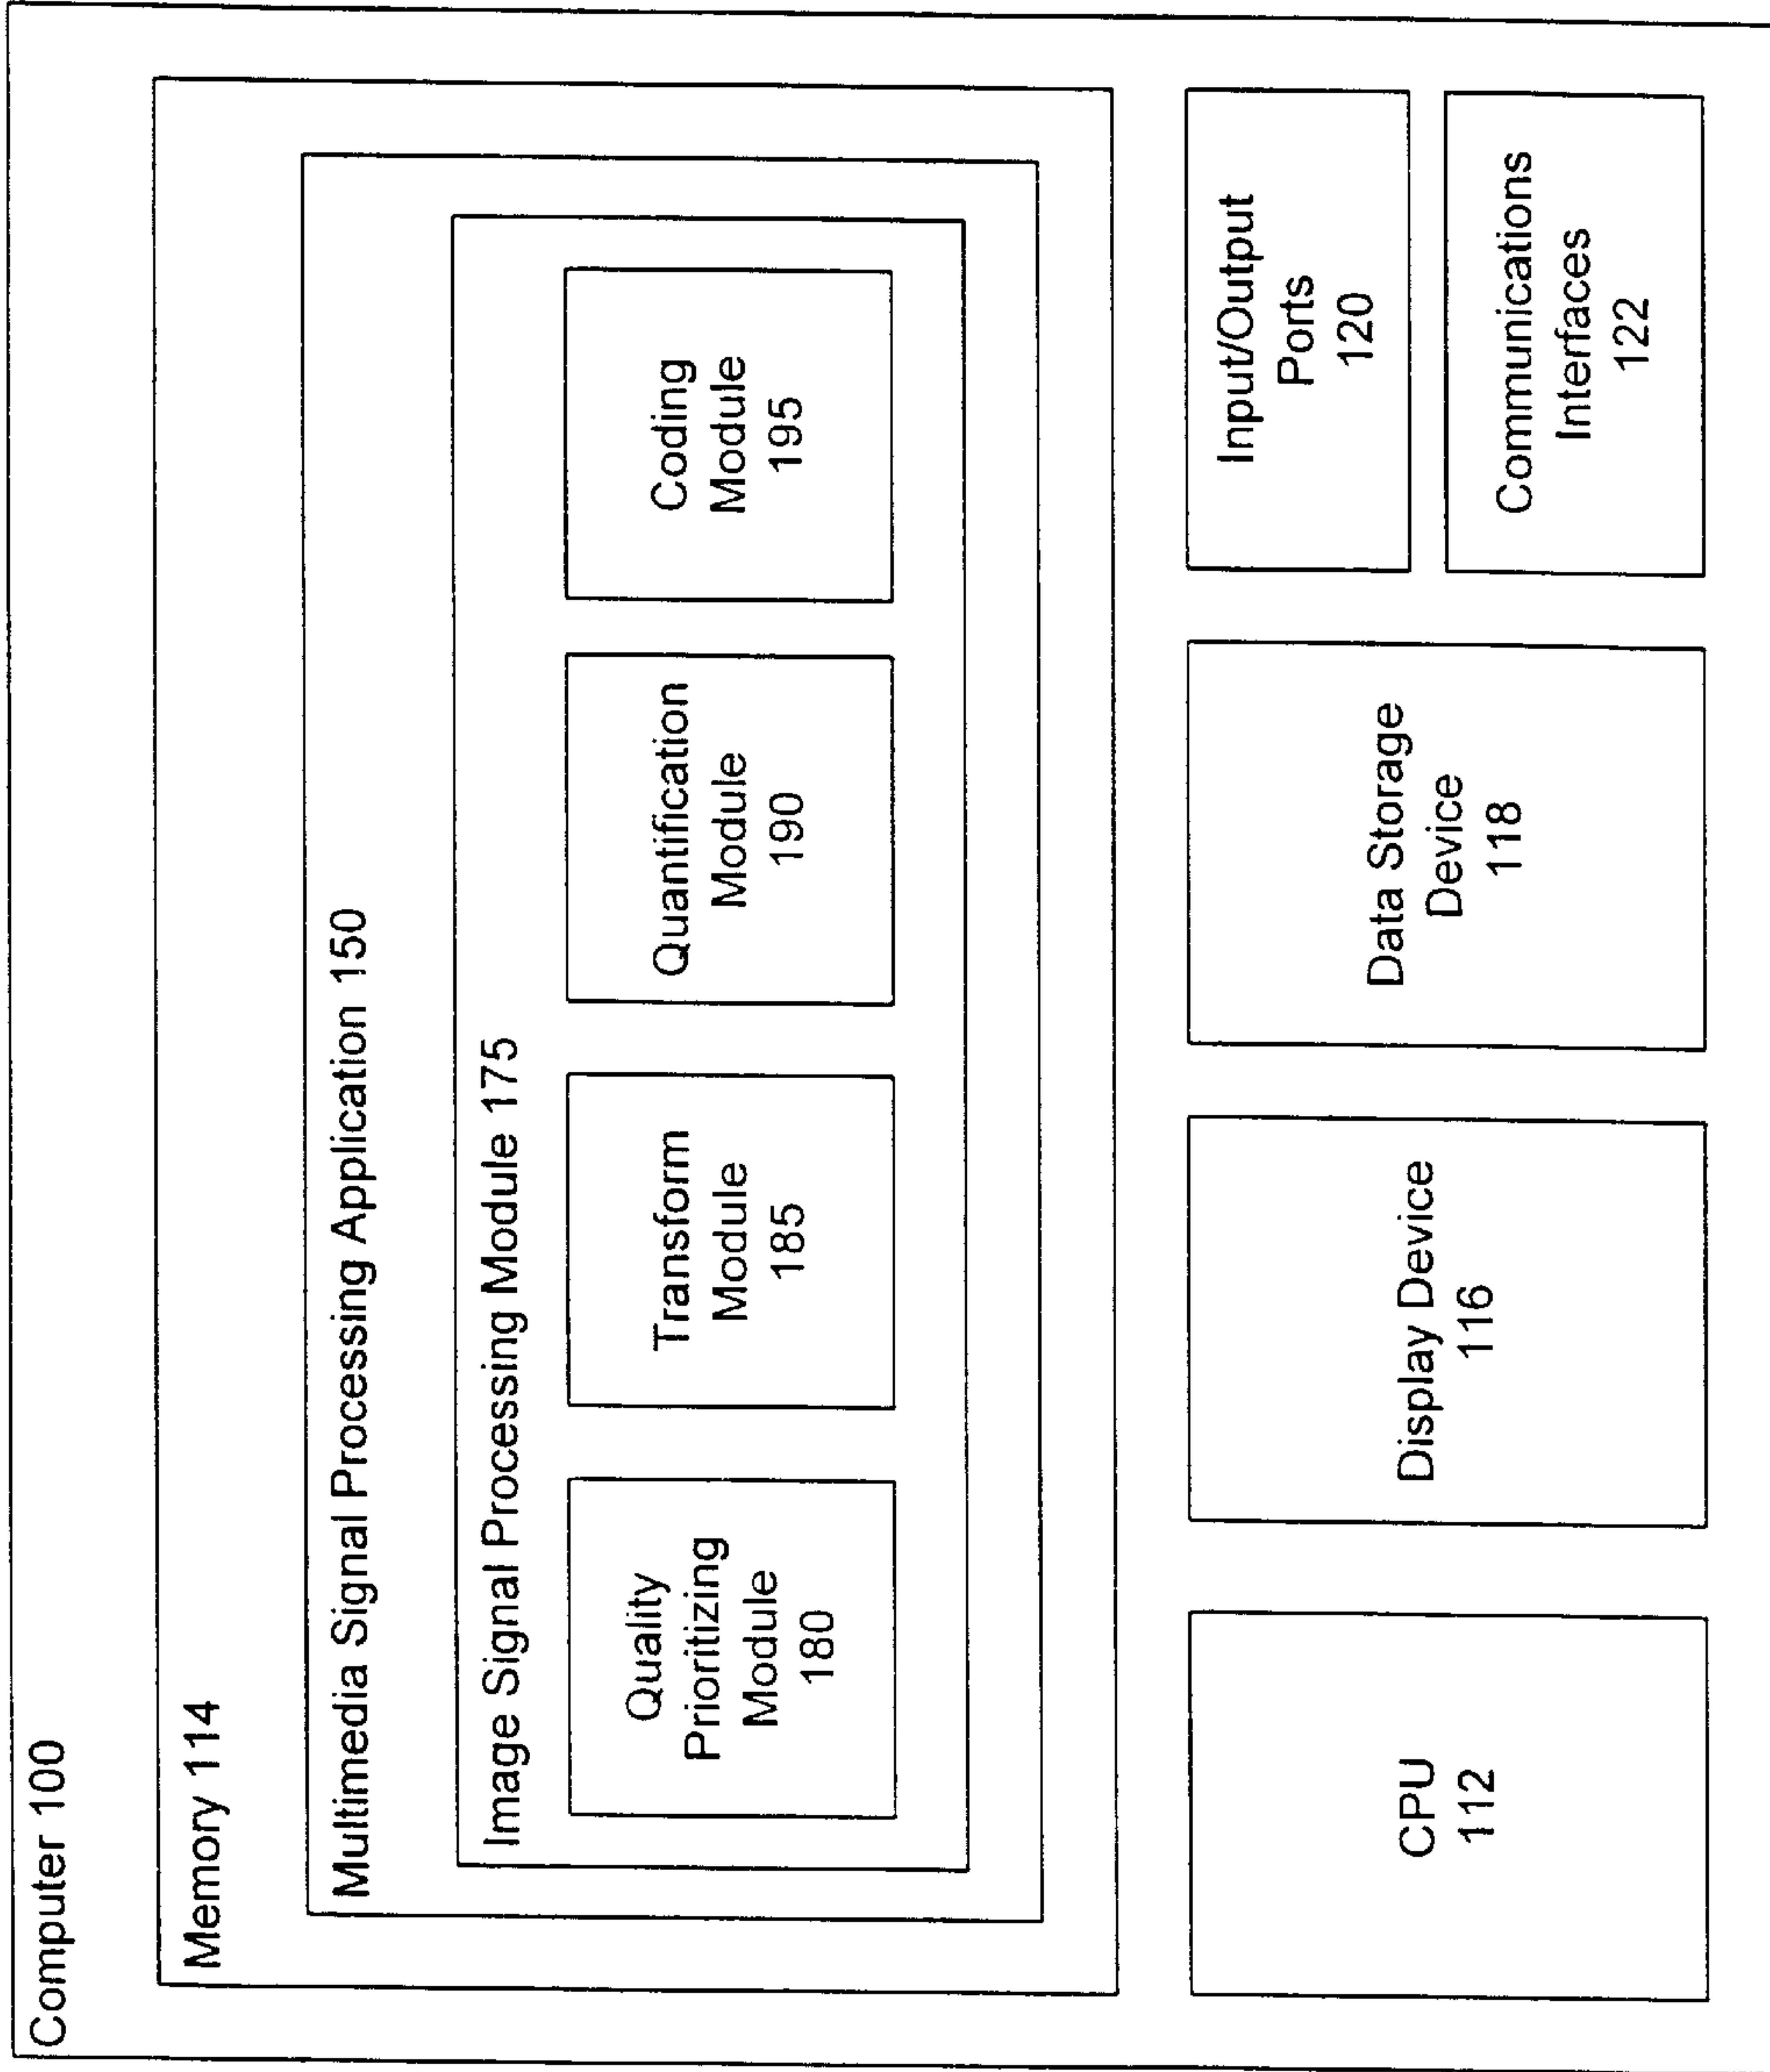 Computer 100
Memory 114
Multimedia Signal Processing Application 150
Image Signal Processing Module 175
Quality
Prioritizing
Module
180
Transform
Module
185
Quantification
Module
190
Coding
Module
195
CPU
112
Display Device
116
Data Storage
Device
118
Input/Output
Ports
120
Communications
Interfaces
122